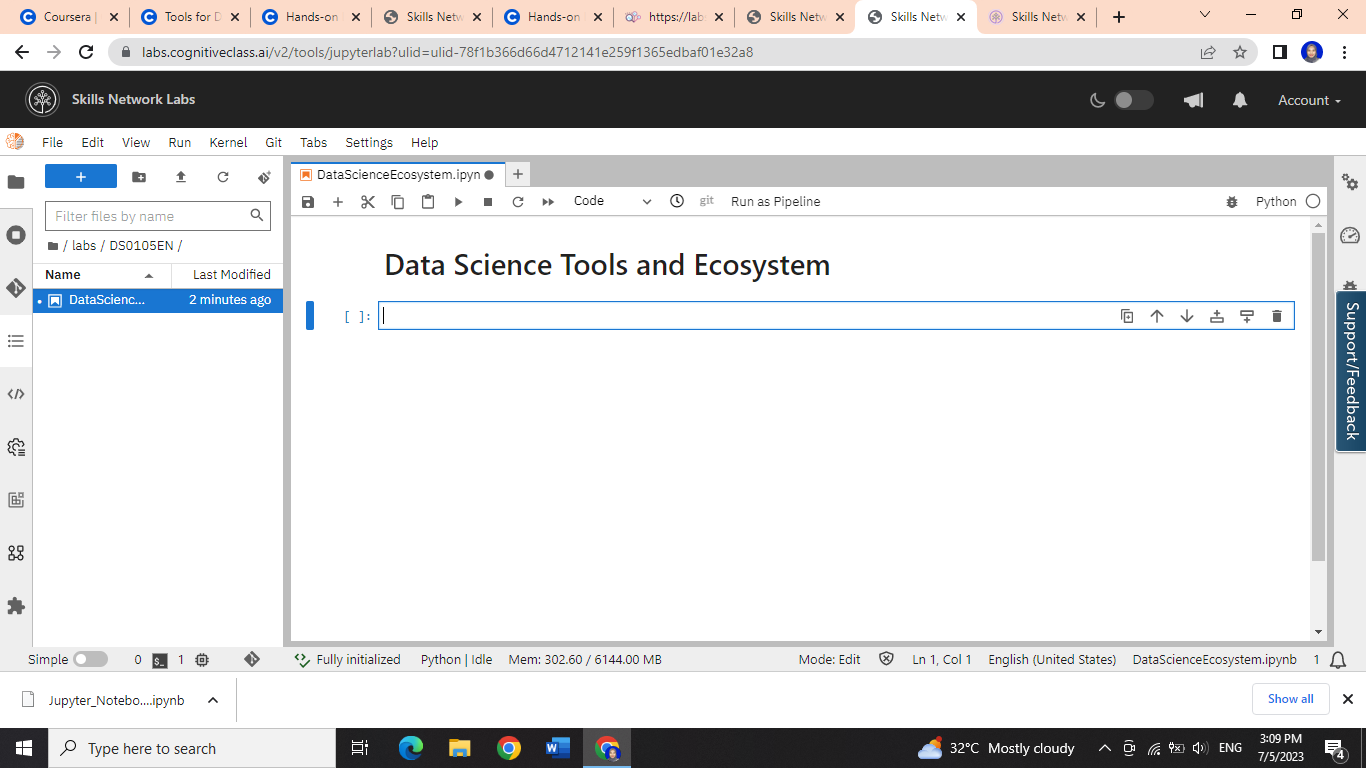 Coursera |
Tools for D
Hands-on
Skills Netw
Hands-on
https://lab
Skills Netw
Skills Netw
Skills Netw
labs.cognitiveclass.ai/v2/tools/jupyterlab?ulid=ulid-78f1b366d66d4712141e259f1365edbaf01e32a8
Skills Network Labs
Account
File Edit View Run Kernel Git Tabs Settings Help
DataScienceEcosystem.ipyn
Code
git
Run as Pipeline
Python
Filter files by name
/ labs / DS0105EN /
Name Last Modified
DataScienc... 2 minutes ago
Data Science Tools and Ecosystem
[ ]:
Support/Feedback
Simple 0 $_ 1 Fully initialized Python | Idle Mem: 302.60 / 6144.00 MB Mode: Edit Ln 1, Col 1 English (United States) DataScienceEcosystem.ipynb 1
Jupyter_Notebo....ipynb
Show all
Type here to search
32°C Mostly cloudy
ENG
3:09 PM
7/5/2023
4